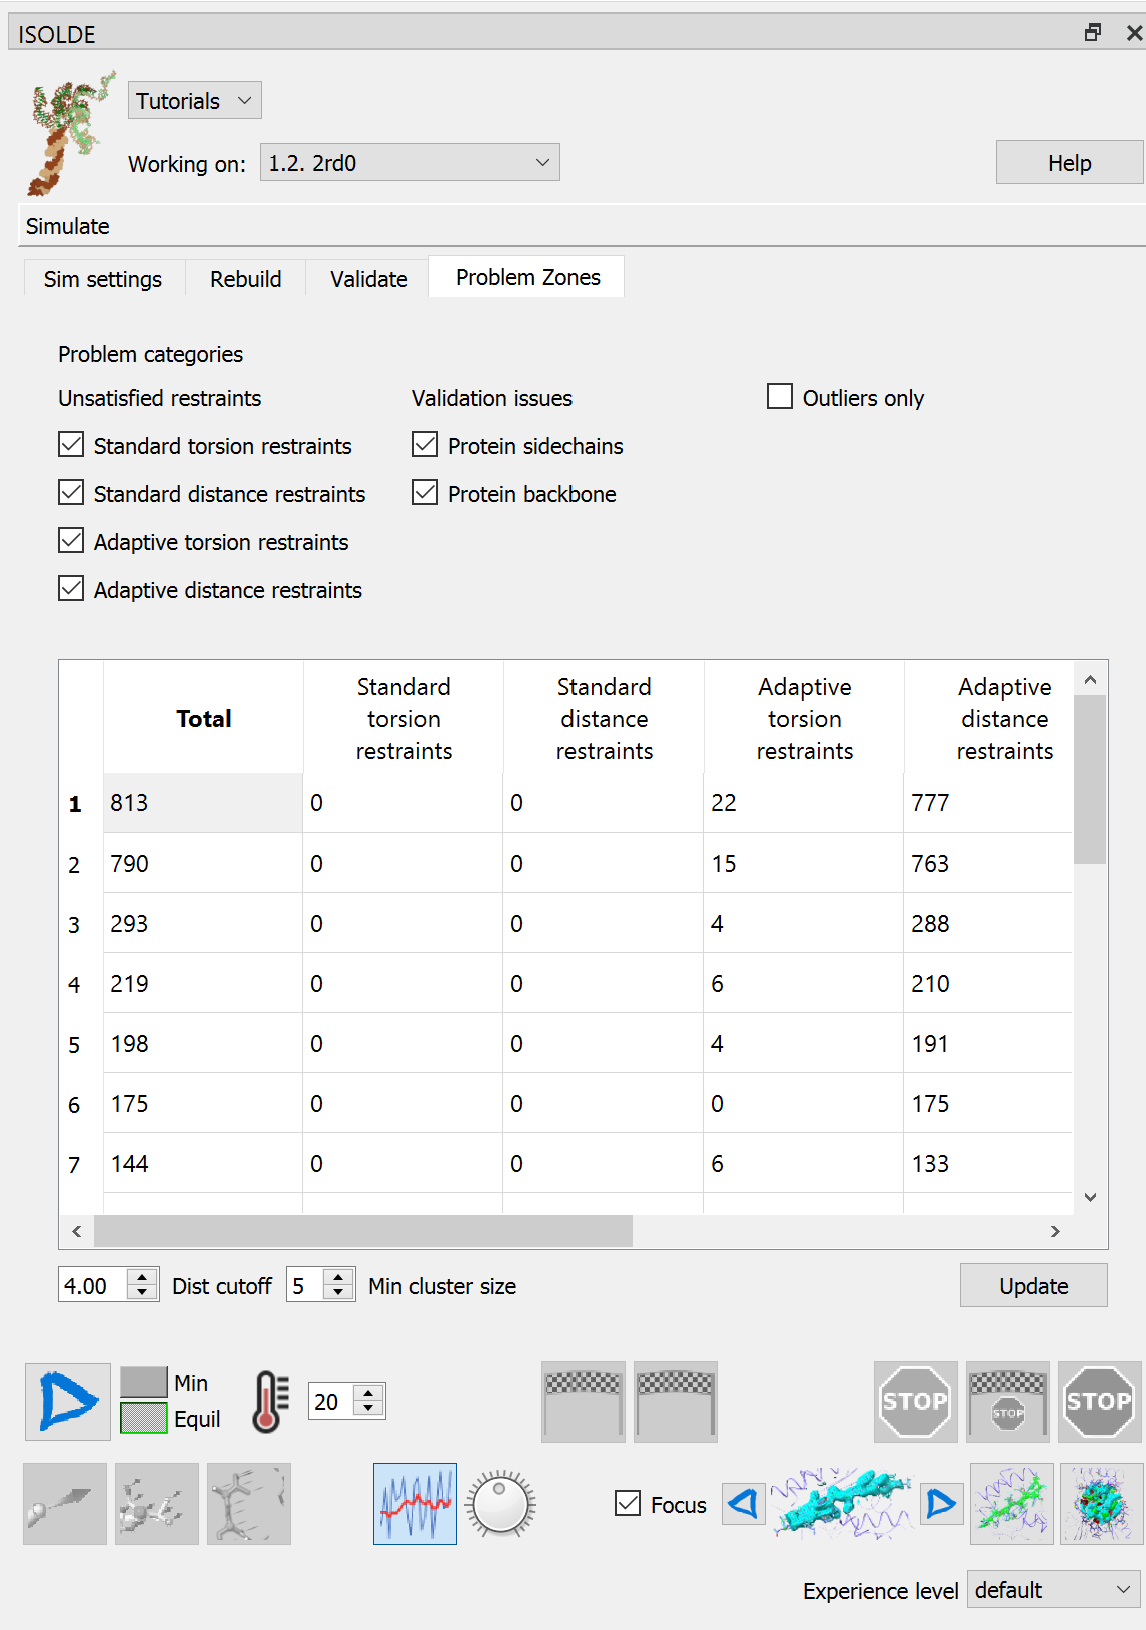 ISOLDE
Tutorials
Working on: 1.2. 2rd0
Help
Simulate
Sim settings Rebuild Validate Problem Zones
Problem categories
Unsatisfied restraints Validation issues Outliers only
Standard torsion restraints Protein sidechains
Standard distance restraints Protein backbone
Adaptive torsion restraints
Adaptive distance restraints
Total Standard torsion restraints Standard distance restraints Adaptive torsion restraints Adaptive distance restraints
1 813 0 0 22 777
2 790 0 0 15 763
3 293 0 0 4 288
4 219 0 0 6 210
5 198 0 0 4 191
6 175 0 0 0 175
7 144 0 0 6 133
4.00 Dist cutoff 5 Min cluster size Update
Min
Equil
20
STOP STOP STOP
Focus
Experience level default